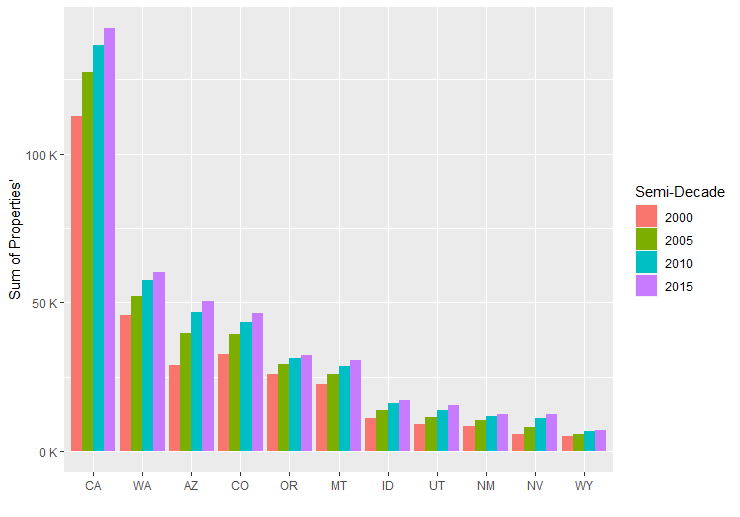 Sum of Properties'
100 K
50 K
0 K
CA WA AZ CO OR MT ID UT NM NV WY
Semi-Decade
2000
2005
2010
2015